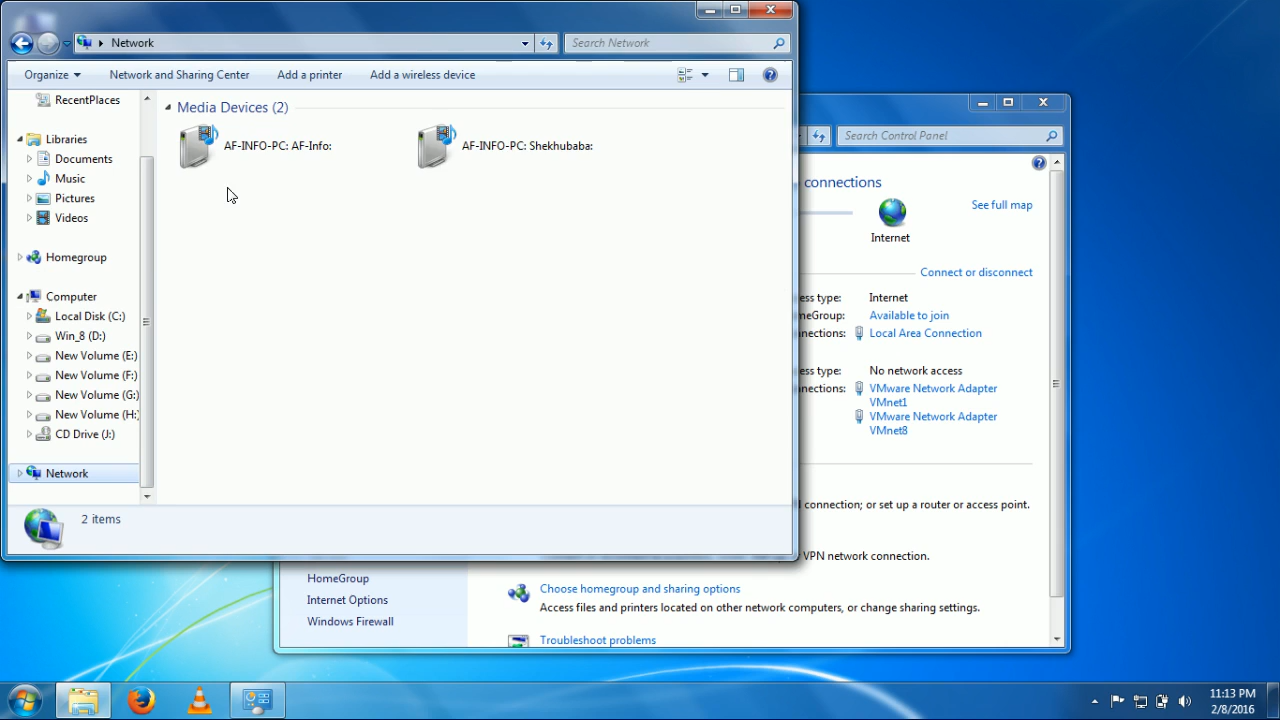 Network
Search Network
Organize
Network and Sharing Center
Add a printer
Add a wireless device
RecentPlaces
Libraries
Documents
Music
Pictures
Videos
Homegroup
Computer
Local Disk (C:)
Win_8 (D:)
New Volume (E:)
New Volume (F:)
New Volume (G:)
New Volume (H:
CD Drive (J:)
Network
Media Devices (2)
AF-INFO-PC: AF-Info:
AF-INFO-PC: Shekhubaba:
2 items
Search Control Panel
connections
See full map
Internet
Connect or disconnect
ess type: Internet
meGroup: Available to join
nnections: Local Area Connection
ess type: No network access
nnections: VMware Network Adapter
VMnet1
VMware Network Adapter
VMnet8
connection; or set up a router or access point.
VPN network connection.
HomeGroup
Internet Options
Windows Firewall
Choose homegroup and sharing options
Access files and printers located on other network computers, or change sharing settings.
Troubleshoot problems
11:13 PM
2/8/2016